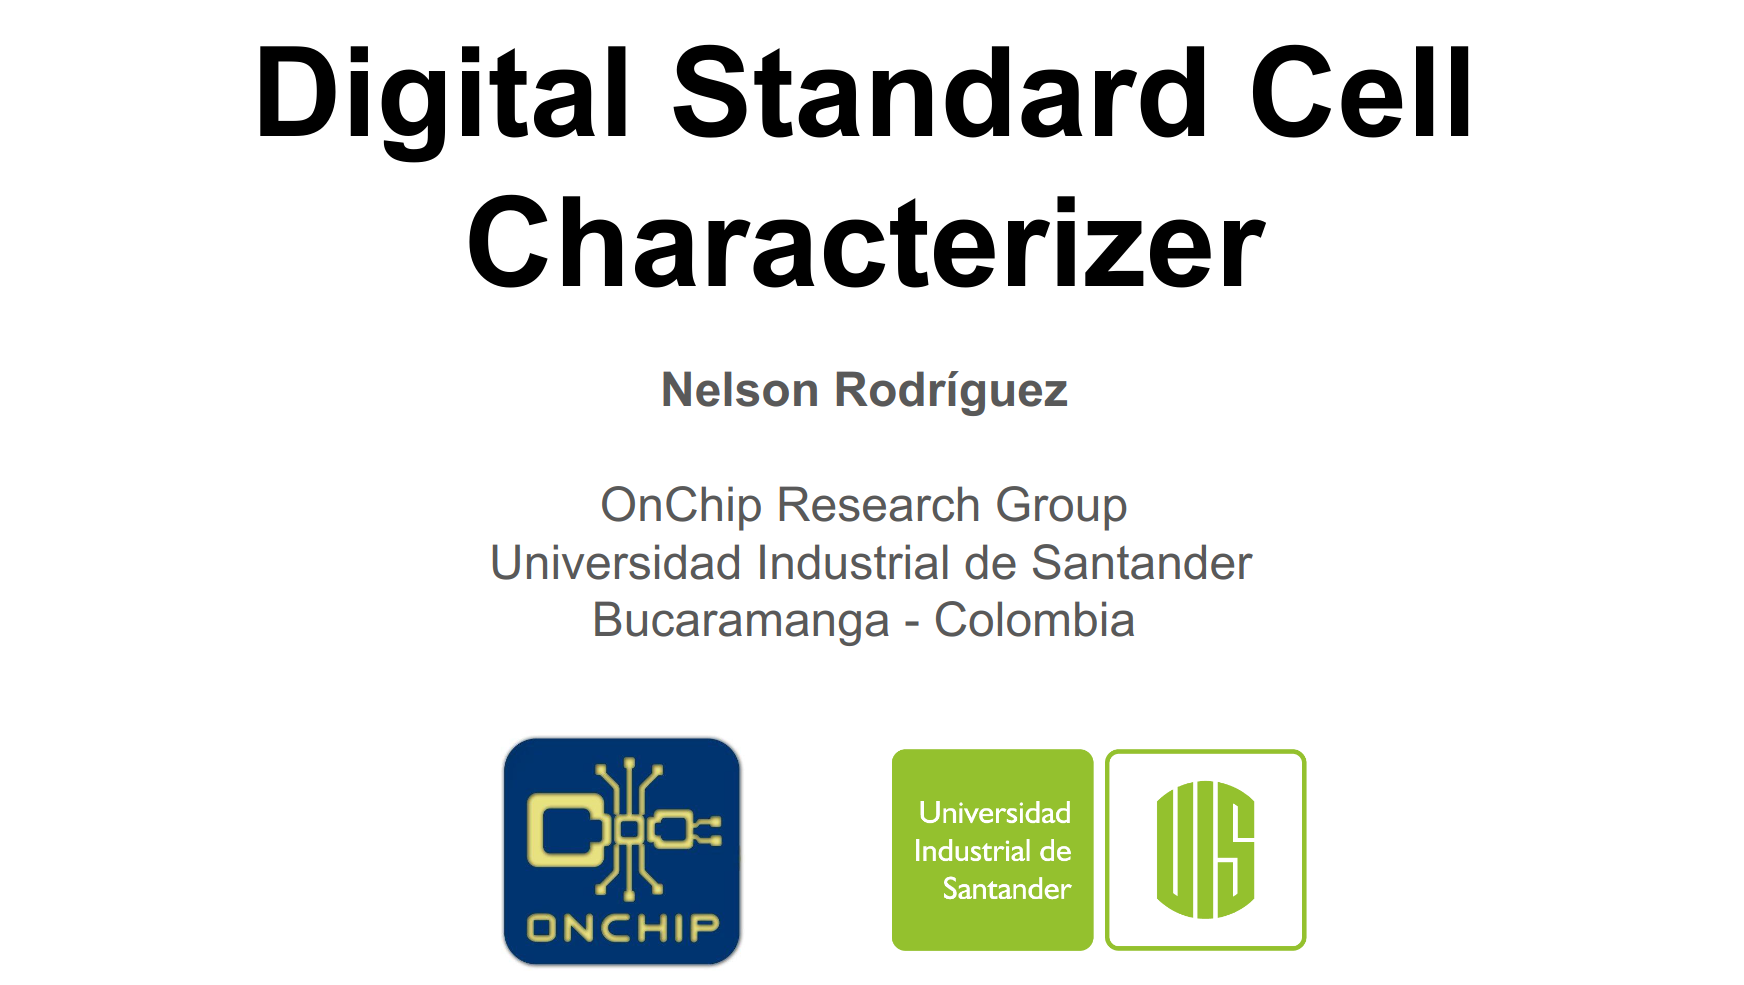 Digital Standard Cell
Characterizer
Nelson Rodríguez
OnChip Research Group
Universidad Industrial de Santander
Bucaramanga - Colombia
ONCHIP
Universidad
Industrial de
Santander
UIS